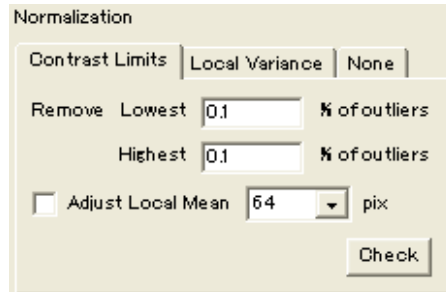 Normalization
Contrast Limits Local Variance None
Remove Lowest 0.1 % of outliers
Highest 0.1 % of outliers
Adjust Local Mean 64 pix
Check